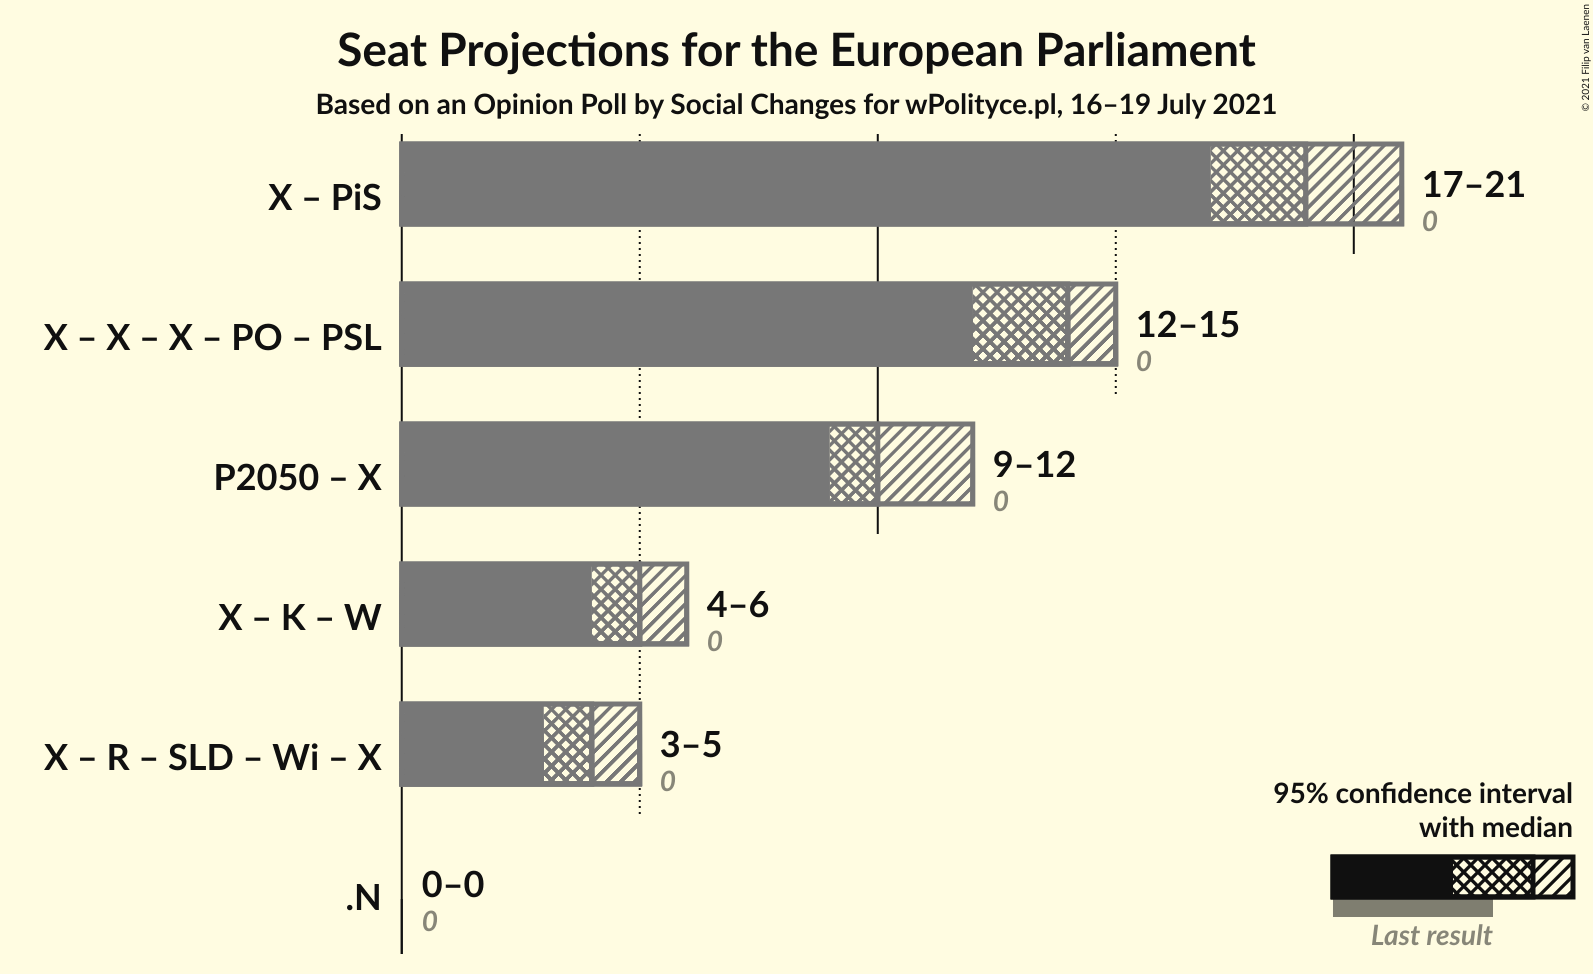 Seat Projections for the European Parliament
Based on an Opinion Poll by Social Changes for wPolityce.pl, 16–19 July 2021
© 2021 Filip van Laenen
X – PiS
17–21
0
X – X – X – PO – PSL
12–15
0
P2050 – X
9–12
0
X – K – W
4–6
0
X – R – SLD – Wi – X
3–5
0
.N
0–0
0
95% confidence interval
with median
Last result